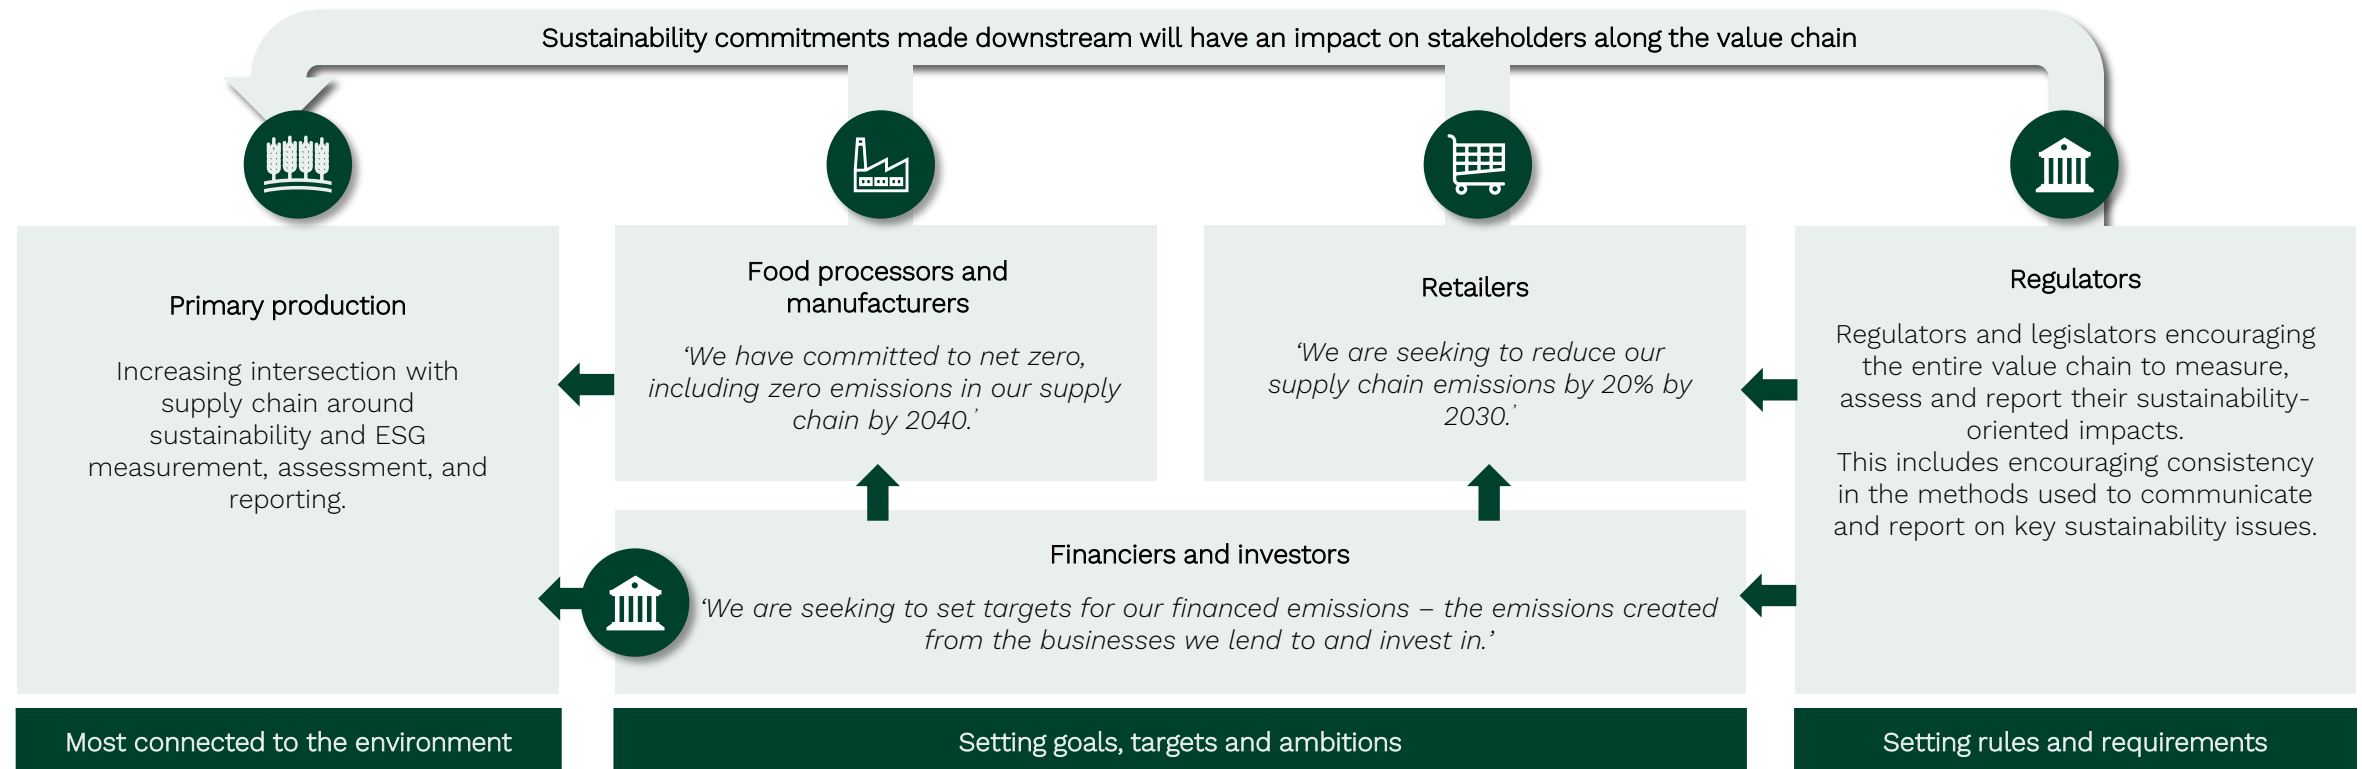 Sustainability commitments made downstream will have an impact on stakeholders along the value chain
Primary production
Increasing intersection with
supply chain around
sustainability and ESG
measurement, assessment, and
reporting.
Food processors and
manufacturers
‘We have committed to net zero,
including zero emissions in our supply
chain by 2040.’
Retailers
‘We are seeking to reduce our
supply chain emissions by 20% by
2030.’
Regulators
Regulators and legislators encouraging
the entire value chain to measure,
assess and report their sustainability-
oriented impacts.
This includes encouraging consistency
in the methods used to communicate
and report on key sustainability issues.
Financiers and investors
‘We are seeking to set targets for our financed emissions – the emissions created
from the businesses we lend to and invest in.’
Most connected to the environment
Setting goals, targets and ambitions
Setting rules and requirements